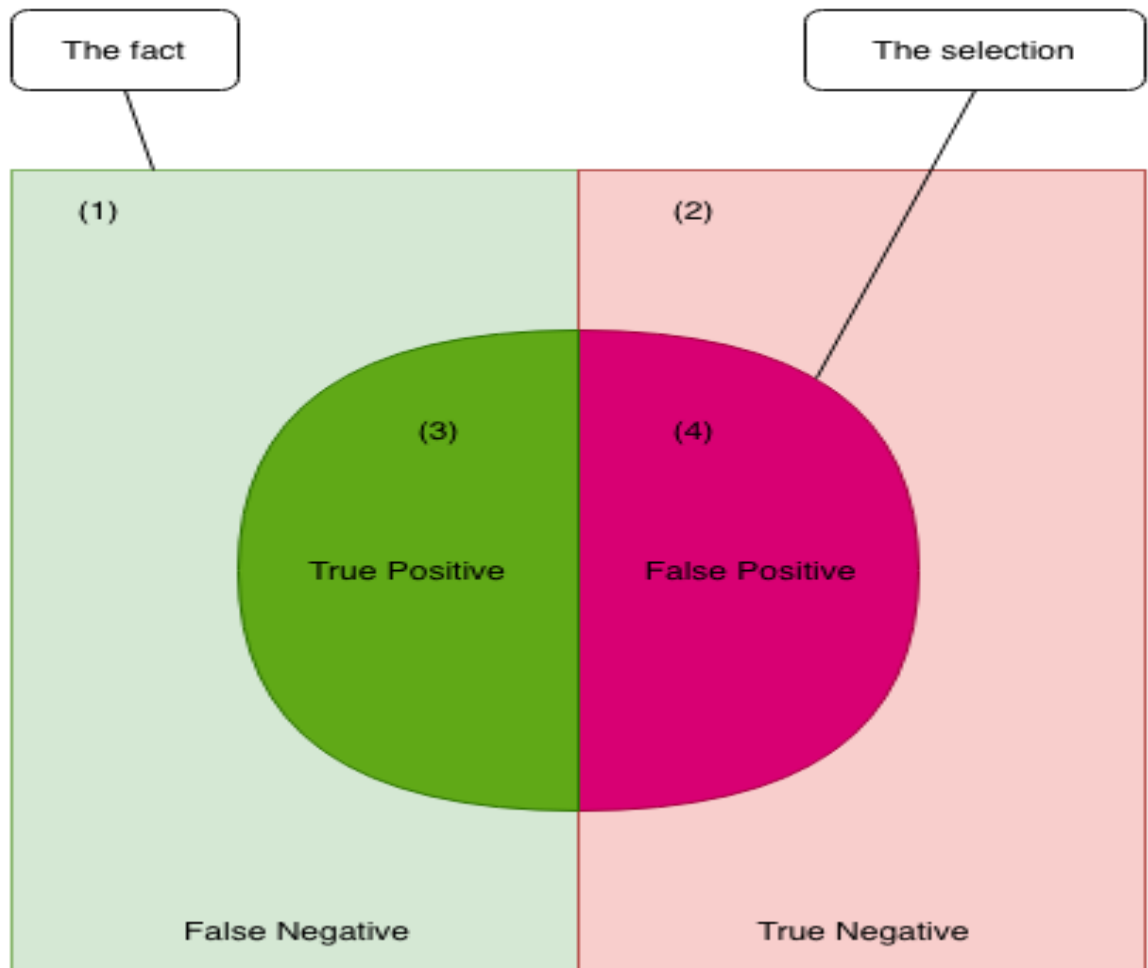 The fact
The selection
(1)
(2)
(3)
(4)
True Positive
False Positive
False Negative
True Negative